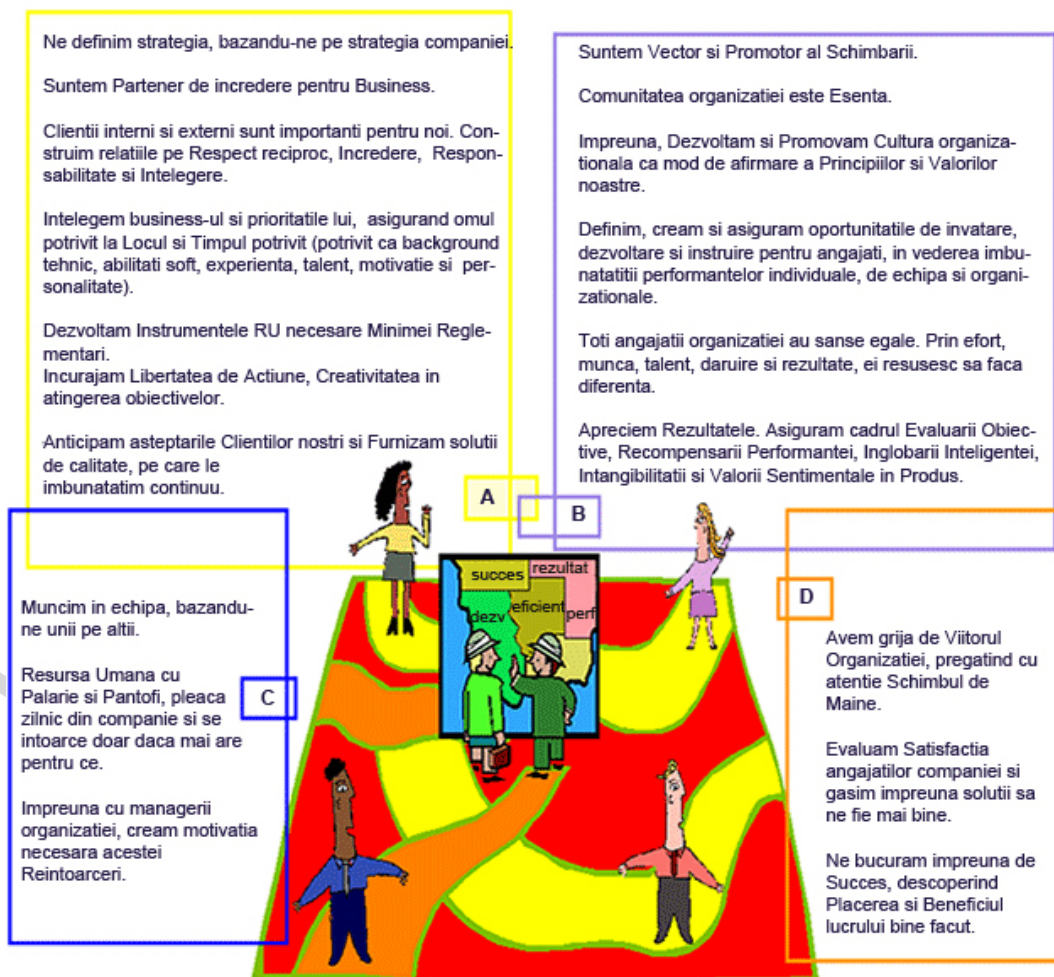 Ne definim strategia, bazandu-ne pe strategia companiei.
Suntem Partener de incredere pentru Business.
Clientii interni si externi sunt importanti pentru noi. Con-
struim relatiile pe Respect reciproc, Incredere, Respon-
sabilitate si Intelegere.
Intelegem business-ul si prioritatile lui, asigurand omul
potrivit la Locul si Timpul potrivit (potrivit ca background
tehnic, abilitati soft, experienta, talent, motivatie si per-
sonalitate).
Dezvoltam Instrumentele RU necesare Minimei Regle-
mentari.
Incurajam Libertatea de Actiune, Creativitatea in
atingerea obiectivelor.
Anticipam asteptarile Clientilor nostri si Furnizam solutii
de calitate, pe care le
imbunatatim continuu.
A
Suntem Vector si Promotor al Schimbarii.
Comunitatea organizatiei este Esenta.
Impreuna, Dezvoltam si Promovam Cultura organiza-
tionala ca mod de afirmare a Principiilor si Valorilor
noastre.
Definim, cream si asiguram oportunitatile de invatare,
dezvoltare si instruire pentru angajati, in vederea imbu-
natatitii performantelor individuale, de echipa si organi-
zationale.
Toti angajatii organizatiei au sanse egale. Prin efort,
munca, talent, daruire si rezultate, ei resusesc sa faca
diferenta.
Apreciem Rezultatele. Asiguram cadrul Evaluarii Obiec-
tive, Recompensarii Performantei, Inglobarii Inteligentei,
Intangibilitatii si Valorii Sentimentale in Produs.
B
succes
rezultat
dezv
eficient
perf
Muncim in echipa, bazandu-
ne unii pe altii.
Resursa Umana cu
Palarie si Pantofi, pleaca
zilnic din companie si se
intoarce doar daca mai are
pentru ce.
Impreuna cu managerii
organizatiei, cream motivatia
necesara acestei
Reintoarceri.
C
D
Avem grija de Viitorul
Organizatiei, pregatind cu
atentie Schimbul de
Maine.
Evaluam Satisfactia
angajatilor companiei si
gasim impreuna solutii sa
ne fie mai bine.
Ne bucuram impreuna de
Succes, descoperind
Placerea si Beneficiul
lucrului bine facut.